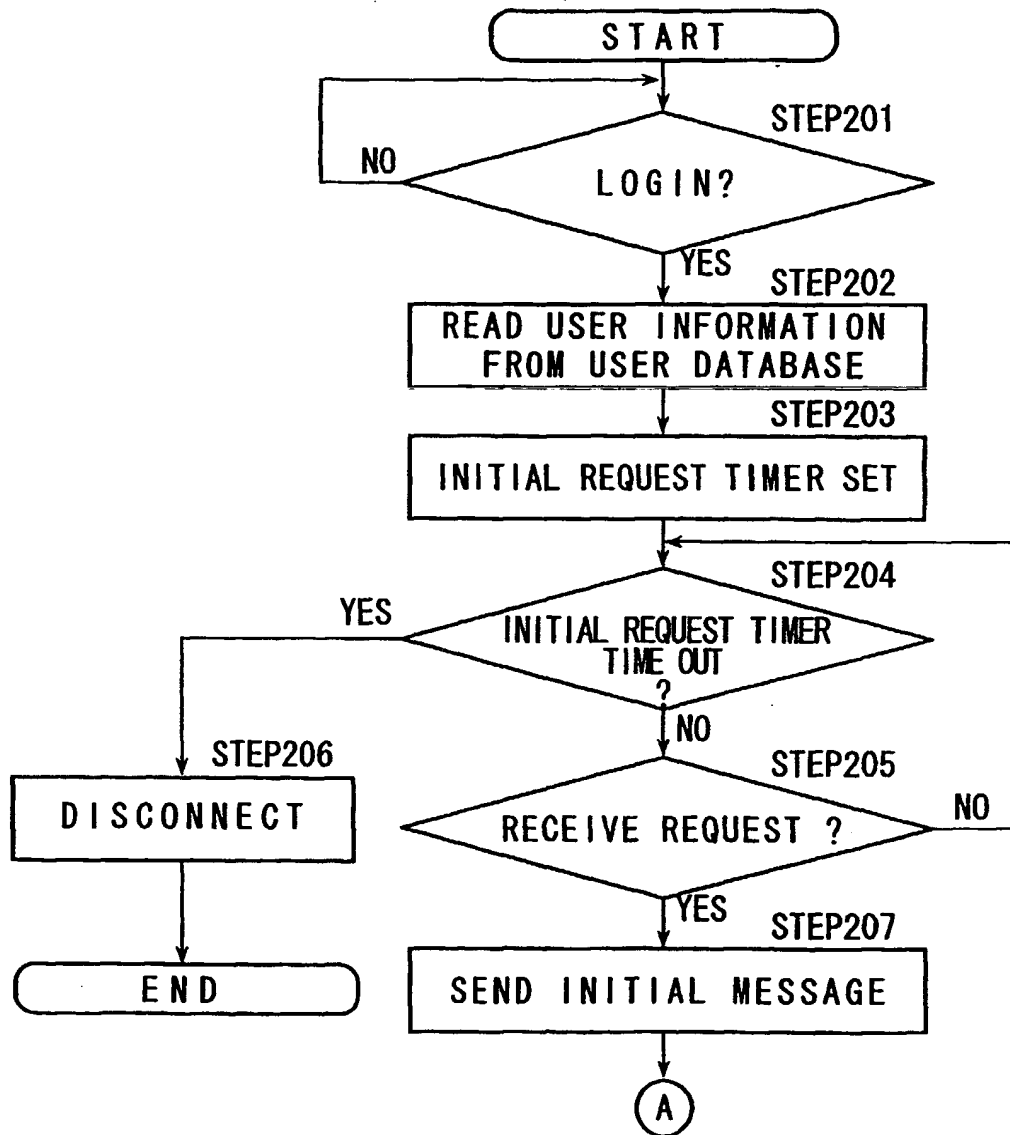 START
STEP201
NO
LOGIN?
YES
STEP202
READ USER INFORMATION
FROM USER DATABASE
STEP203
INITIAL REQUEST TIMER SET
STEP204
YES
INITIAL REQUEST TIMER
TIME OUT
?
NO
STEP206
STEP205
DISCONNECT
RECEIVE REQUEST ?
NO
YES
STEP207
END
SEND INITIAL MESSAGE
A